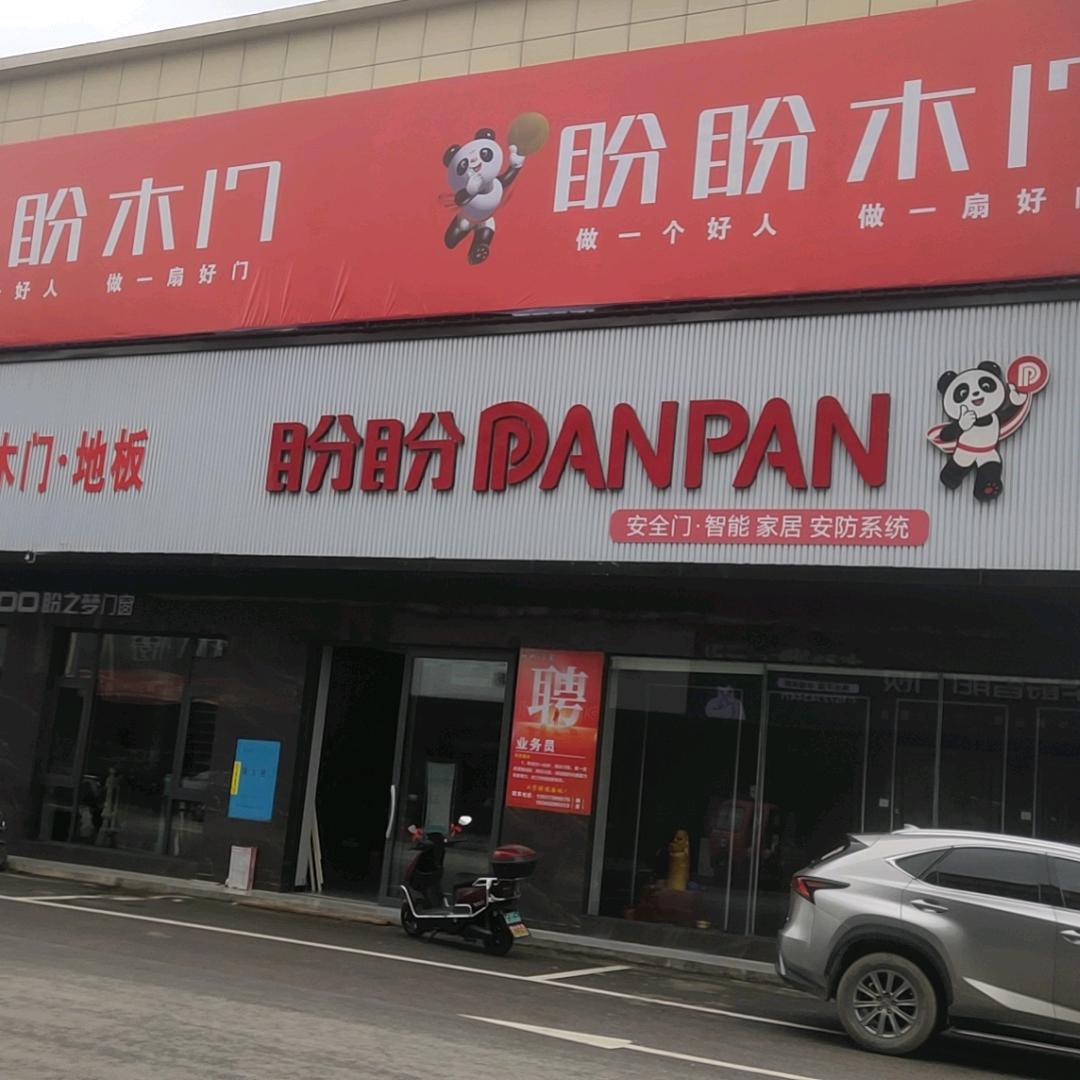 盼木门
好人 做一扇好门
盼盼木门
做一个好人 做一扇好门
木门·地板
盼盼 PANPAN
P
安全门·智能 家居 安防系统
盼之梦门窗
聘
业务员